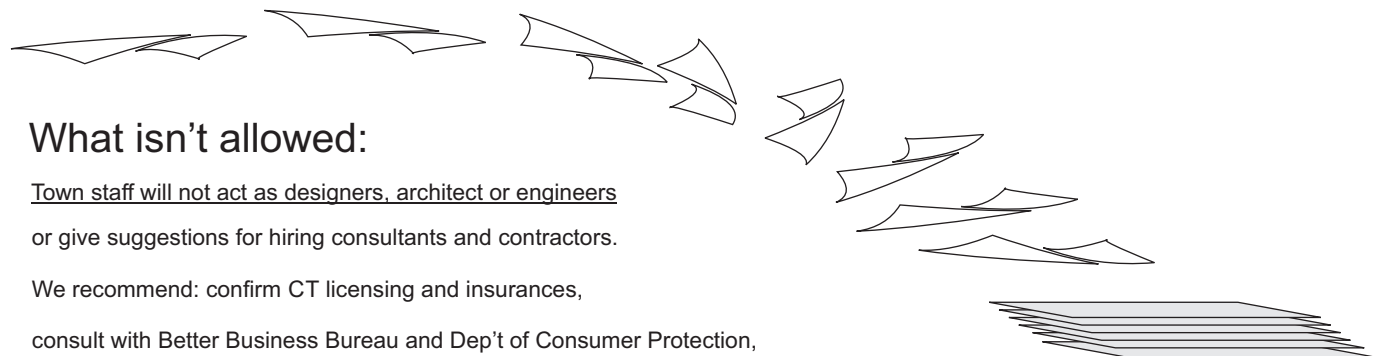 What isn’t allowed:
Town staff will not act as designers, architect or engineers
or give suggestions for hiring consultants and contractors.
We recommend: confirm CT licensing and insurances,
consult with Better Business Bureau and Dep’t of Consumer Protection,